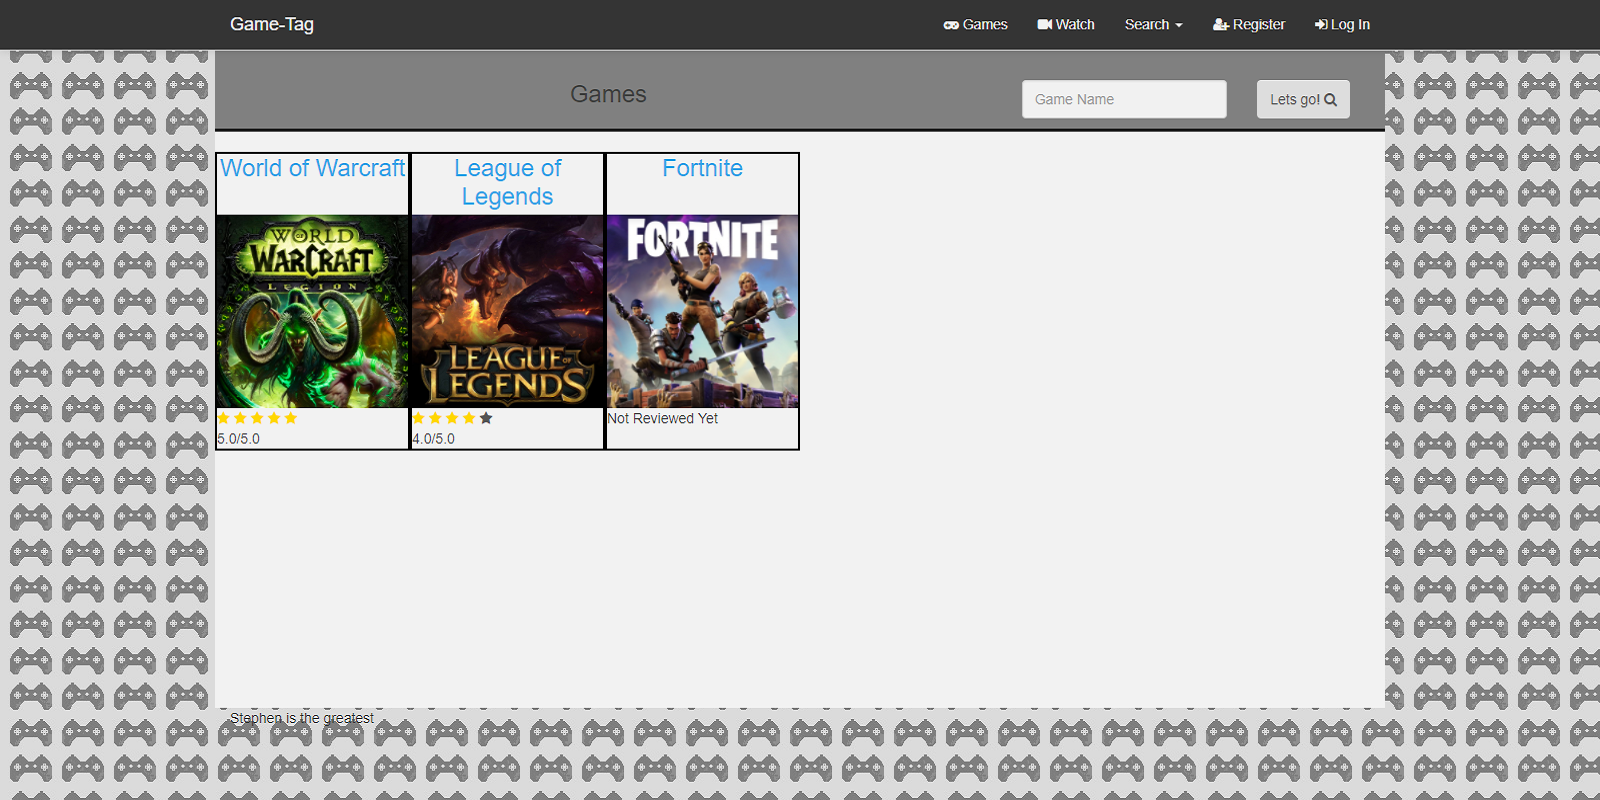 Game-Tag
Games
Watch
Search
Register
Log In
Games
Game Name
Lets go!
World of Warcraft
League of
Legends
Fortnite
WORLD
OF
WARCRAFT
LEGION
LEAGUE OF
LEGENDS
FORTNITE
5.0/5.0
4.0/5.0
Not Reviewed Yet
Stephen is the greatest